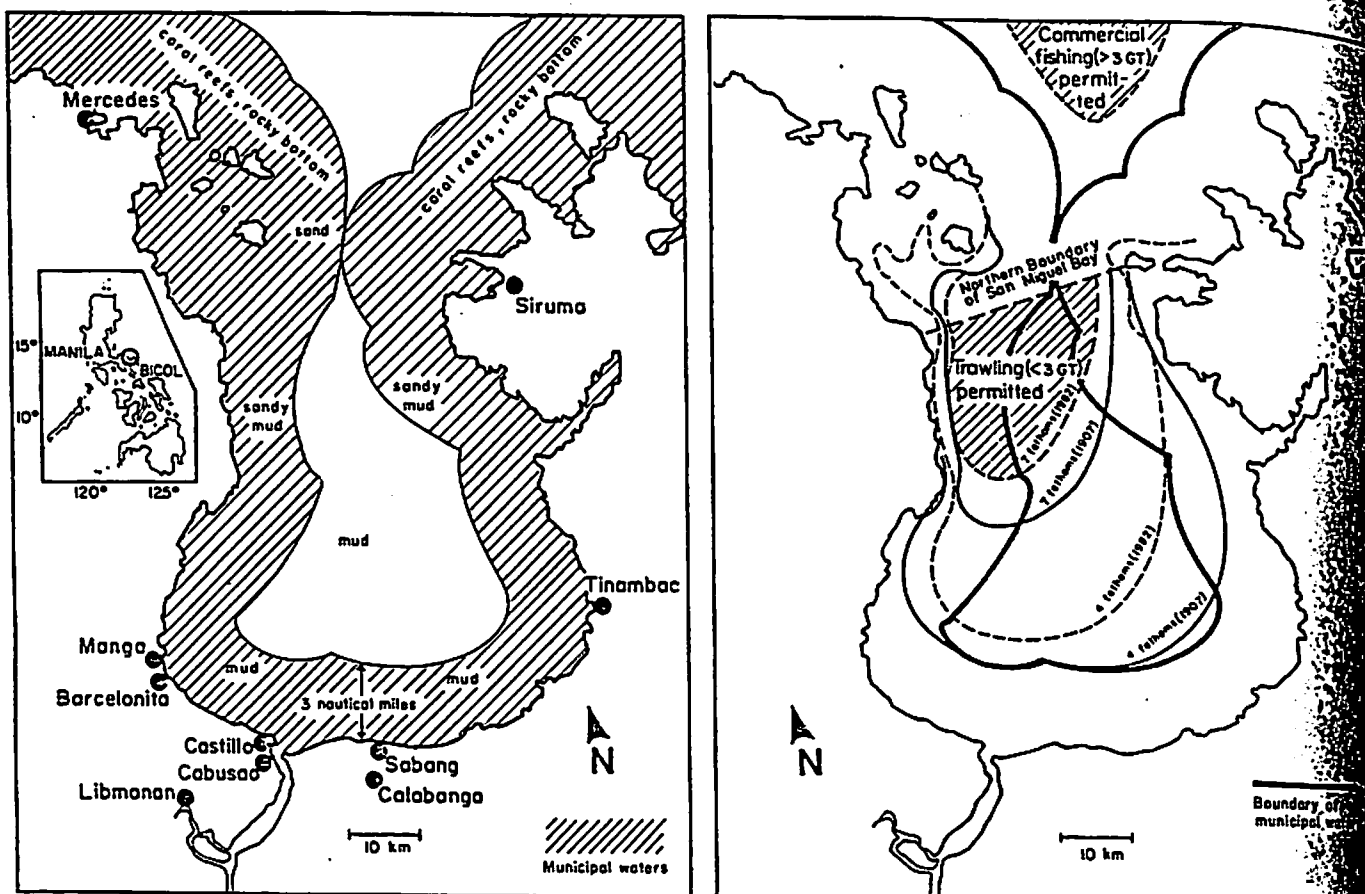 coral reefs, rocky bottom
coral reefs, rocky bottom
Mercedes
sand
Siruma
15°
MANILA
BICOL
10°
120°
125°
sandy
mud
sandy
mud
mud
Tinambac
Manga
mud
mud
Barcelonita
3 nautical miles
Castillo
Cabusao
Sabang
Calabanga
Libmanan
N
10 km
Municipal waters
Commercial
fishing(>3 GT)
permit-
ted
Northern Boundary
of San Miguel Bay
Trawling(<3 GT)/
permitted
7 fathoms(1907)
4 fathoms(1982)
4 fathoms(1907)
N
Boundary of
municipal
10 km